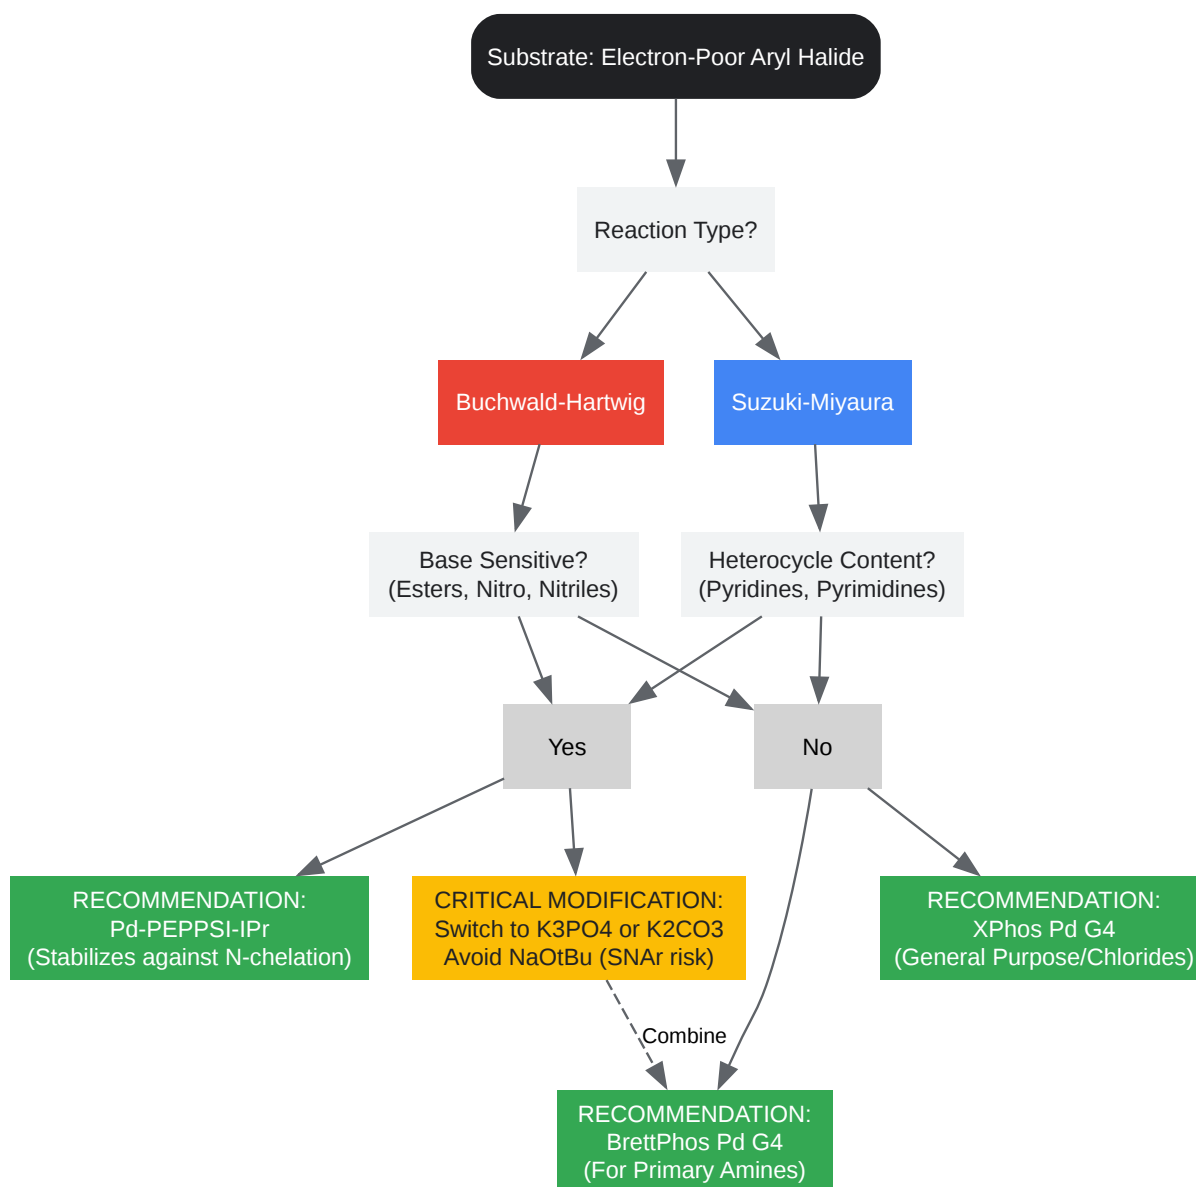 Substrate: Electron-Poor Aryl Halide
Reaction Type?
Buchwald-Hartwig
Suzuki-Miyaura
Base Sensitive?
(Esters, Nitro, Nitriles)
Heterocycle Content?
(Pyridines, Pyrimidines)
Yes
No
RECOMMENDATION:
Pd-PEPPSI-IPr
(Stabilizes against N-chelation)
CRITICAL MODIFICATION:
Switch to K3PO4 or K2CO3
Avoid NaOtBu (SNAr risk)
RECOMMENDATION:
XPhos Pd G4
(General Purpose/Chlorides)
Combine
RECOMMENDATION:
BrettPhos Pd G4
(For Primary Amines)